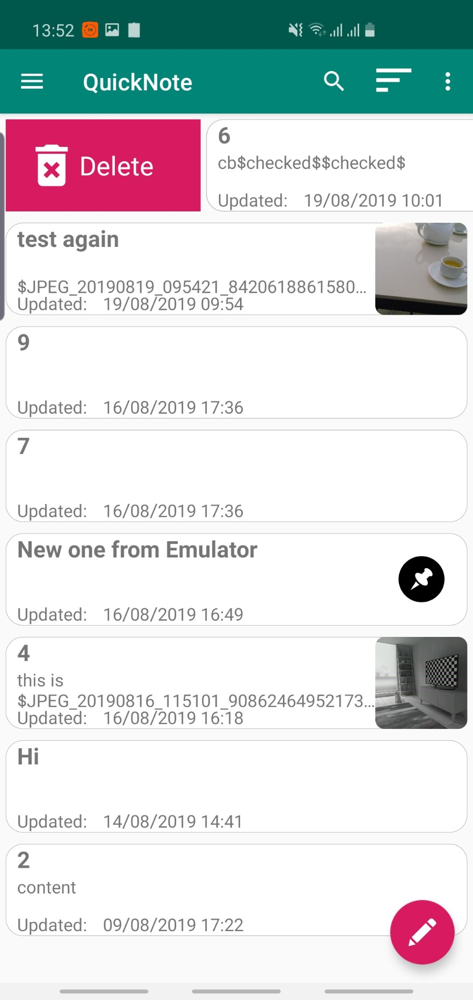 13:52
QuickNote
Delete
6
cb$checked$$checked$
Updated: 19/08/2019 10:01
test again
$JPEG_20190819_095421_8420618861580...
Updated: 19/08/2019 09:54
9
Updated: 16/08/2019 17:36
7
Updated: 16/08/2019 17:36
New one from Emulator
Updated: 16/08/2019 16:49
4
this is
$JPEG_20190816_115101_90862464952173...
Updated: 16/08/2019 16:18
Hi
Updated: 14/08/2019 14:41
2
content
Updated: 09/08/2019 17:22